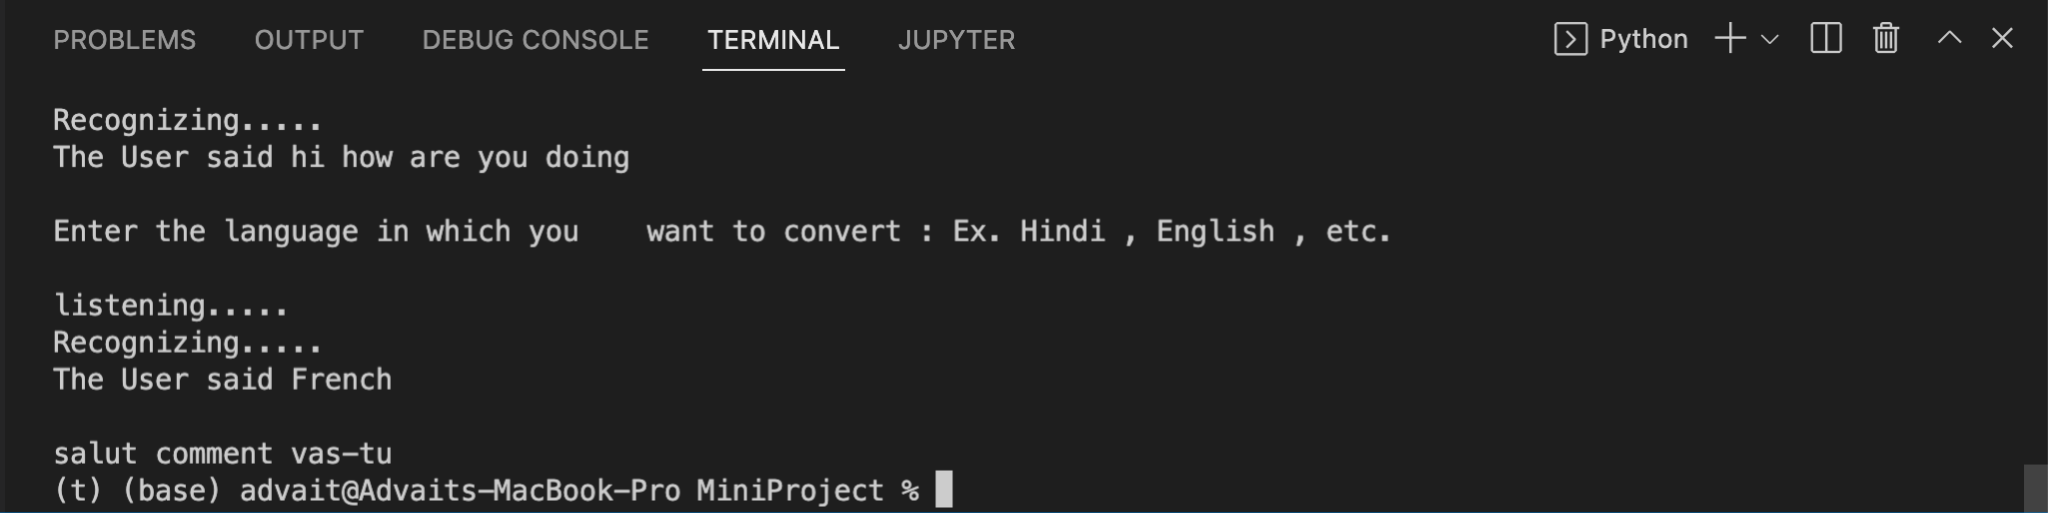 PROBLEMS OUTPUT DEBUG CONSOLE TERMINAL JUPYTER Python
Recognizing.....
The User said hi how are you doing
Enter the language in which you    want to convert : Ex. Hindi , English , etc.
listening.....
Recognizing.....
The User said French
salut comment vas-tu
(t) (base) advait@Advaits-MacBook-Pro MiniProject %